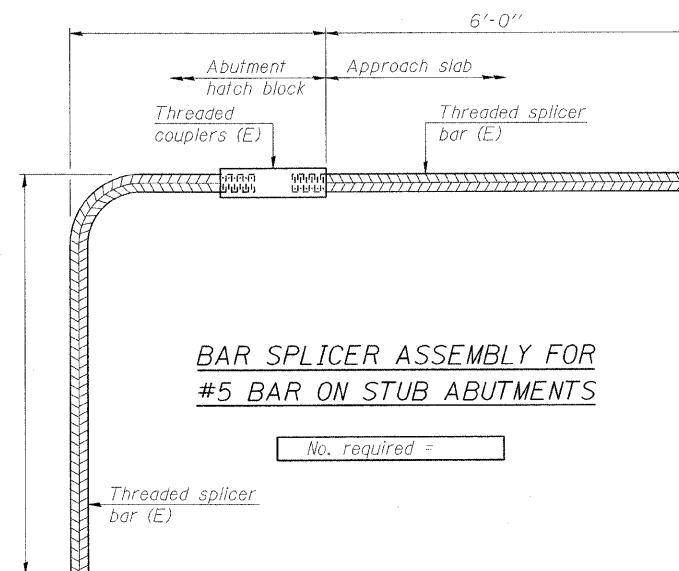 6'-0"
Abutment
hatch block
Approach slab
Threaded
couplers (E)
Threaded splicer
bar (E)
BAR SPLICER ASSEMBLY FOR
#5 BAR ON STUB ABUTMENTS
No. required =
Threaded splicer
bar (E)